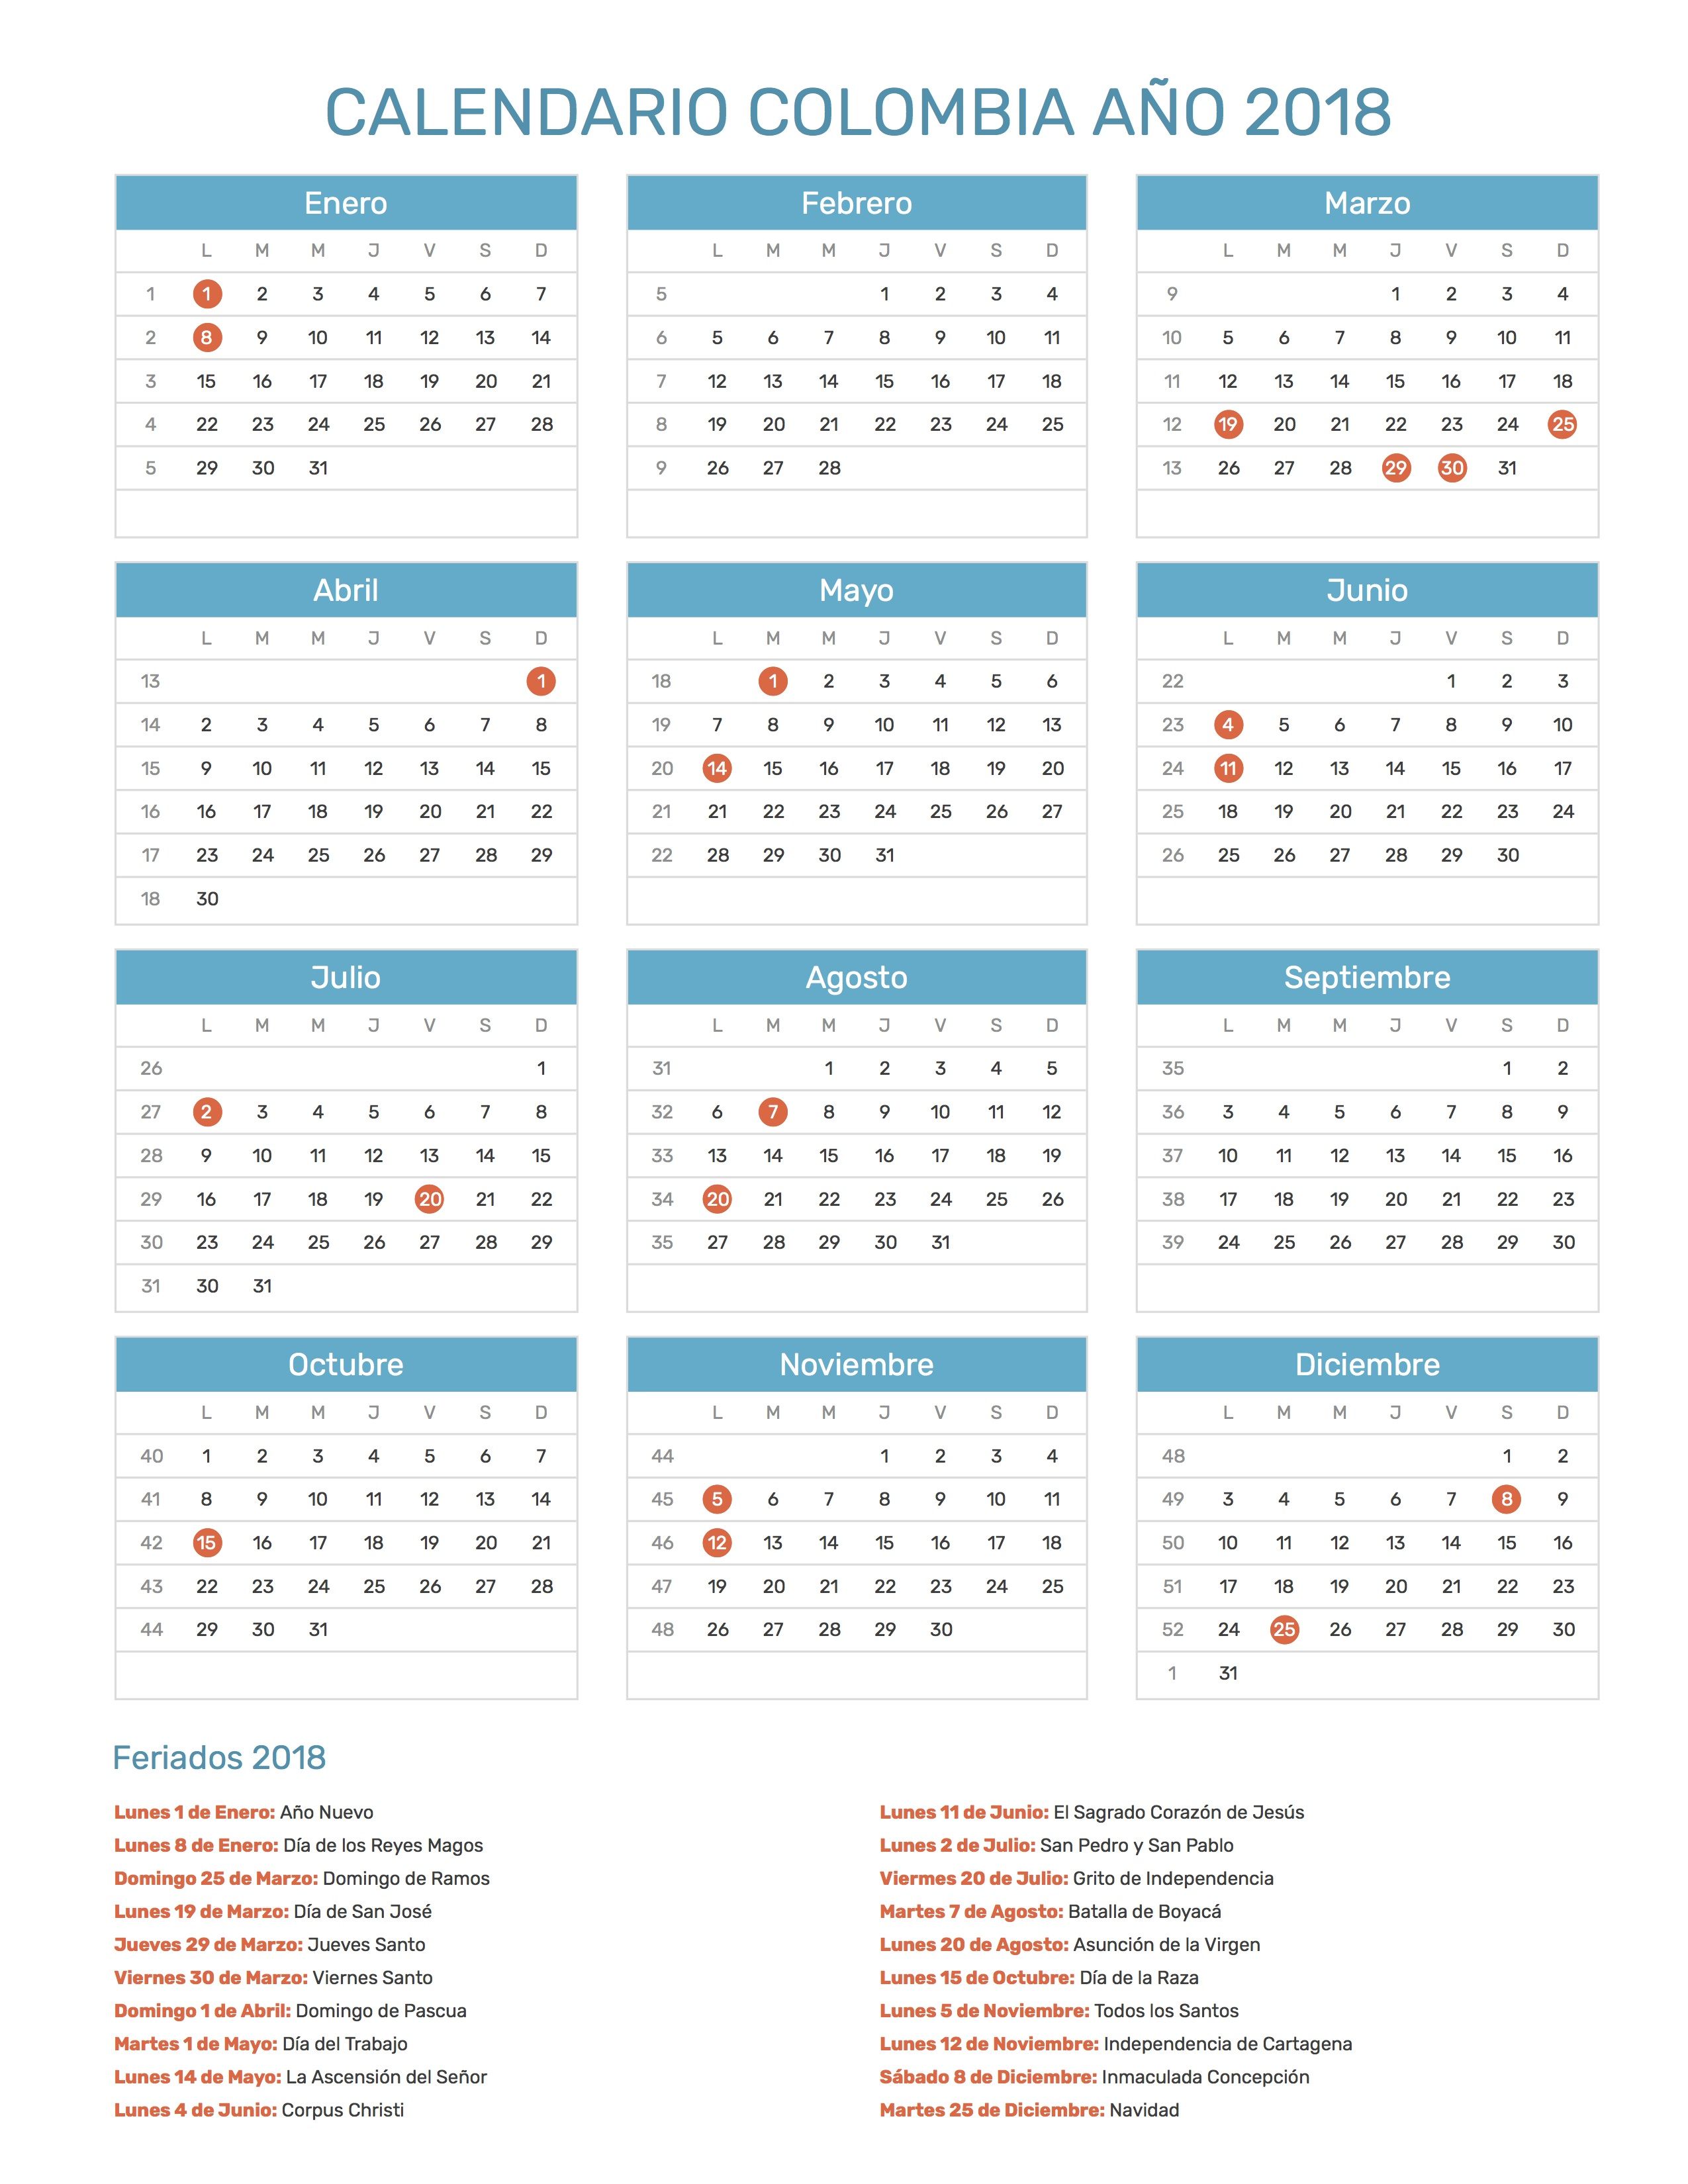 CALENDARIO COLOMBIA AÑO 2018
Enero
L M M J V S D
1 1 2 3 4 5 6 7
2 8 9 10 11 12 13 14
3 15 16 17 18 19 20 21
4 22 23 24 25 26 27 28
5 29 30 31
Febrero
L M M J V S D
5 1 2 3 4
6 5 6 7 8 9 10 11
7 12 13 14 15 16 17 18
8 19 20 21 22 23 24 25
9 26 27 28
Marzo
L M M J V S D
9 1 2 3 4
10 5 6 7 8 9 10 11
11 12 13 14 15 16 17 18
12 19 20 21 22 23 24 25
13 26 27 28 29 30 31
Abril
L M M J V S D
13 1
14 2 3 4 5 6 7 8
15 9 10 11 12 13 14 15
16 16 17 18 19 20 21 22
17 23 24 25 26 27 28 29
18 30
Mayo
L M M J V S D
18 1 2 3 4 5 6
19 7 8 9 10 11 12 13
20 14 15 16 17 18 19 20
21 21 22 23 24 25 26 27
22 28 29 30 31
Junio
L M M J V S D
22 1 2 3
23 4 5 6 7 8 9 10
24 11 12 13 14 15 16 17
25 18 19 20 21 22 23 24
26 25 26 27 28 29 30
Julio
L M M J V S D
26 1
27 2 3 4 5 6 7 8
28 9 10 11 12 13 14 15
29 16 17 18 19 20 21 22
30 23 24 25 26 27 28 29
31 30 31
Agosto
L M M J V S D
31 1 2 3 4 5
32 6 7 8 9 10 11 12
33 13 14 15 16 17 18 19
34 20 21 22 23 24 25 26
35 27 28 29 30 31
Septiembre
L M M J V S D
35 1 2
36 3 4 5 6 7 8 9
37 10 11 12 13 14 15 16
38 17 18 19 20 21 22 23
39 24 25 26 27 28 29 30
Octubre
L M M J V S D
40 1 2 3 4 5 6 7
41 8 9 10 11 12 13 14
42 15 16 17 18 19 20 21
43 22 23 24 25 26 27 28
44 29 30 31
Noviembre
L M M J V S D
44 1 2 3 4
45 5 6 7 8 9 10 11
46 12 13 14 15 16 17 18
47 19 20 21 22 23 24 25
48 26 27 28 29 30
Diciembre
L M M J V S D
48 1 2
49 3 4 5 6 7 8 9
50 10 11 12 13 14 15 16
51 17 18 19 20 21 22 23
52 24 25 26 27 28 29 30
1 31
Feriados 2018
Lunes 1 de Enero: Año Nuevo
Lunes 8 de Enero: Día de los Reyes Magos
Domingo 25 de Marzo: Domingo de Ramos
Lunes 19 de Marzo: Día de San José
Jueves 29 de Marzo: Jueves Santo
Viernes 30 de Marzo: Viernes Santo
Domingo 1 de Abril: Domingo de Pascua
Martes 1 de Mayo: Día del Trabajo
Lunes 14 de Mayo: La Ascensión del Señor
Lunes 4 de Junio: Corpus Christi
Lunes 11 de Junio: El Sagrado Corazón de Jesús
Lunes 2 de Julio: San Pedro y San Pablo
Viermes 20 de Julio: Grito de Independencia
Martes 7 de Agosto: Batalla de Boyacá
Lunes 20 de Agosto: Asunción de la Virgen
Lunes 15 de Octubre: Día de la Raza
Lunes 5 de Noviembre: Todos los Santos
Lunes 12 de Noviembre: Independencia de Cartagena
Sábado 8 de Diciembre: Inmaculada Concepción
Martes 25 de Diciembre: Navidad